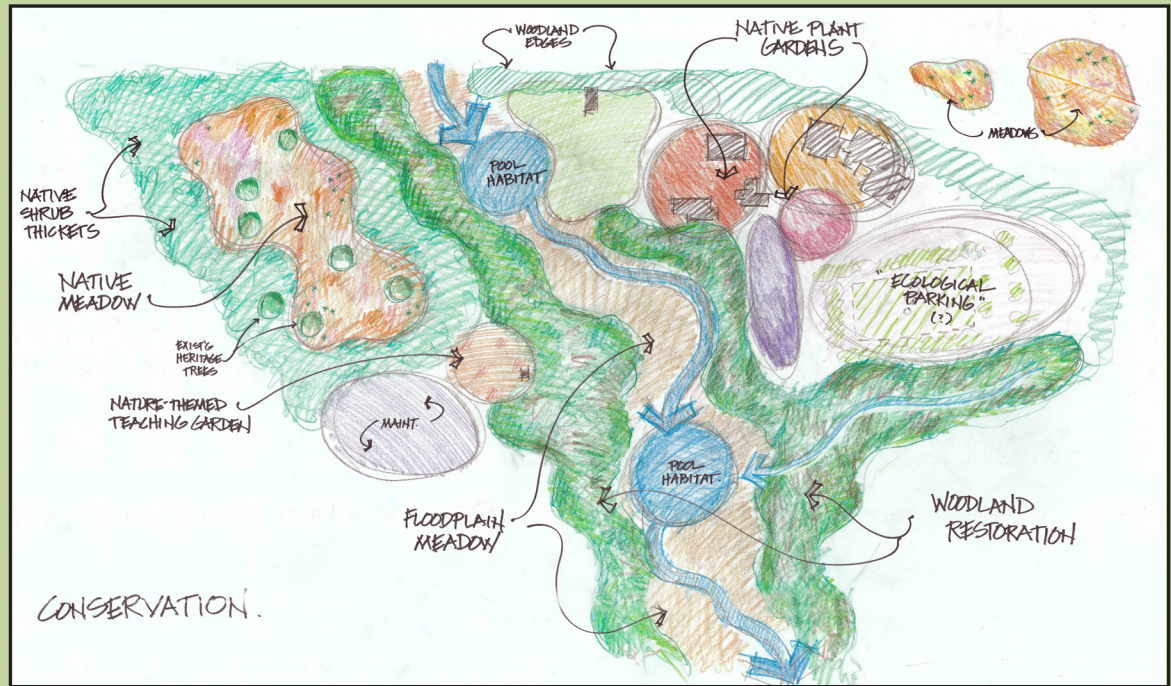 WOODLAND
EDGES
NATIVE PLANT
GARDENS
MEADOWS
POOL
HABITAT
NATIVE
SHRUB
THICKETS
NATIVE
MEADOW
"ECOLOGICAL
PARKING"
(?)
EXIST'G
HERITAGE
TREES
NATURE-THEMED
TEACHING GARDEN
MAINT.
POOL
HABITAT.
FLOODPLAIN
MEADOW
WOODLAND
RESTORATION
CONSERVATION.